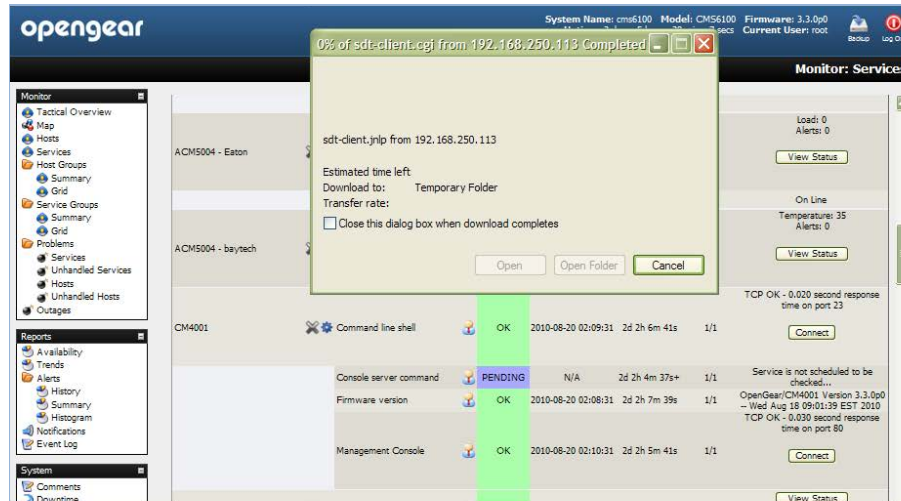 opengear
System Name: cms6100 Model: CMS6100 Firmware: 3.3.0p0
secs Current User: root
Backup
Log O
0% of sdt-client.cgi from 192.168.250.113 Completed
Monitor: Services
sdt-client.jnlp from 192.168.250.113
Estimated time left
Download to: Temporary Folder
Transfer rate:
Close this dialog box when download completes
Open
Open Folder
Cancel
Monitor
Tactical Overview
Map
Hosts
Services
Host Groups
Summary
Grid
Service Groups
Summary
Grid
Problems
Services
Unhandled Services
Hosts
Unhandled Hosts
Outages
Reports
Availability
Trends
Alerts
History
Summary
Histogram
Notifications
Event Log
System
Comments
Downtime
ACM5004 - Eaton
Load: 0
Alerts: 0
View Status
On Line
ACM5004 - baytech
Temperature: 35
Alerts: 0
View Status
CM4001
Command line shell
OK
2010-08-20 02:09:31
2d 2h 6m 41s
1/1
TCP OK - 0.020 second response
time on port 23
Connect
Console server command
PENDING
N/A
2d 2h 4m 37s+
1/1
Service is not scheduled to be
checked...
Firmware version
OK
2010-08-20 02:08:31
2d 2h 7m 39s
1/1
OpenGear/CM4001 Version 3.3.0p0
-- Wed Aug 18 09:01:39 EST 2010
Management Console
OK
2010-08-20 02:10:31
2d 2h 5m 41s
1/1
TCP OK - 0.030 second response
time on port 80
Connect
View Status